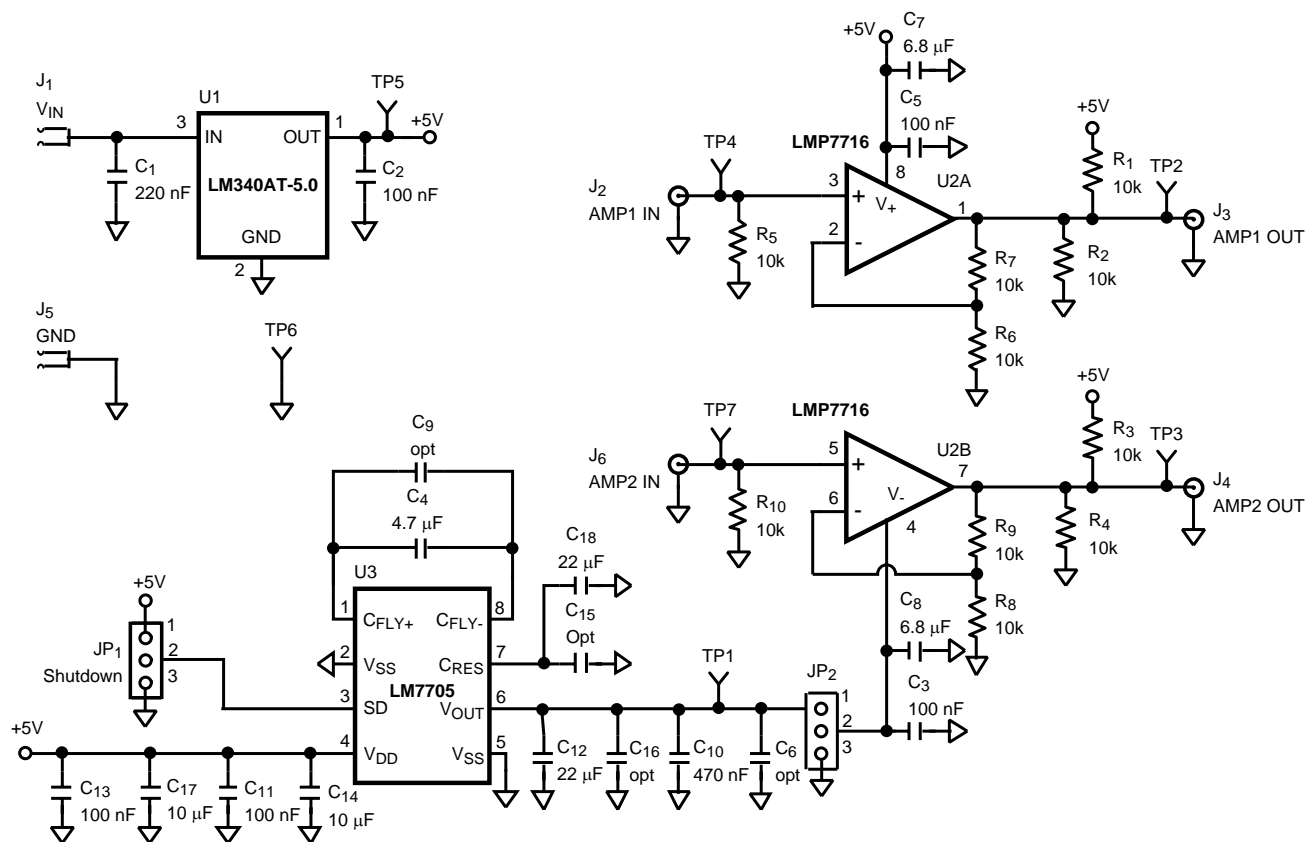 J1
VIN
3
U1
IN
OUT
LM340AT-5.0
GND
2
1
TP5
+5V
C1
220 nF
C2
100 nF
J5
GND
TP6
+5V
C7
6.8 µF
C5
100 nF
LMP7716
TP4
J2
AMP1 IN
R5
10k
3
+
2
-
V+
8
U2A
1
+5V
R1
10k
TP2
J3
AMP1 OUT
R7
10k
R2
10k
R6
10k
LMP7716
TP7
J6
AMP2 IN
R10
10k
5
+
6
-
V-
4
U2B
7
+5V
R3
10k
TP3
J4
AMP2 OUT
R9
10k
R4
10k
R8
10k
C8
6.8 µF
C3
100 nF
C9
opt
C4
4.7 µF
U3
1
CFLY+
CFLY-
8
2
VSS
CRES
7
LM7705
3
SD
VOUT
6
4
VDD
VSS
5
C18
22 µF
C15
Opt
+5V
JP1
Shutdown
1
2
3
+5V
C13
100 nF
C17
10 µF
C11
100 nF
C14
10 µF
TP1
C12
22 µF
C16
opt
C10
470 nF
C6
opt
JP2
1
2
3